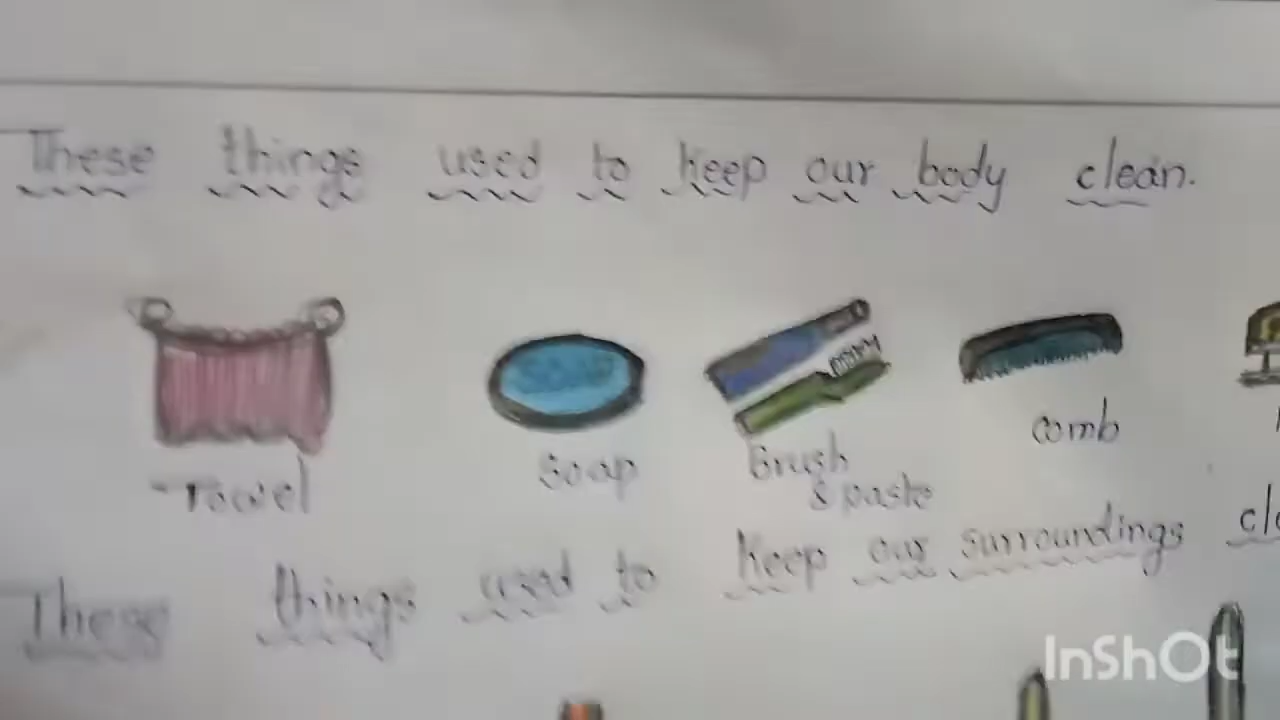 These things used to keep our body clean.
Towel
Soap
Brush
& paste
comb
These things used to keep our surroundings
InShOt